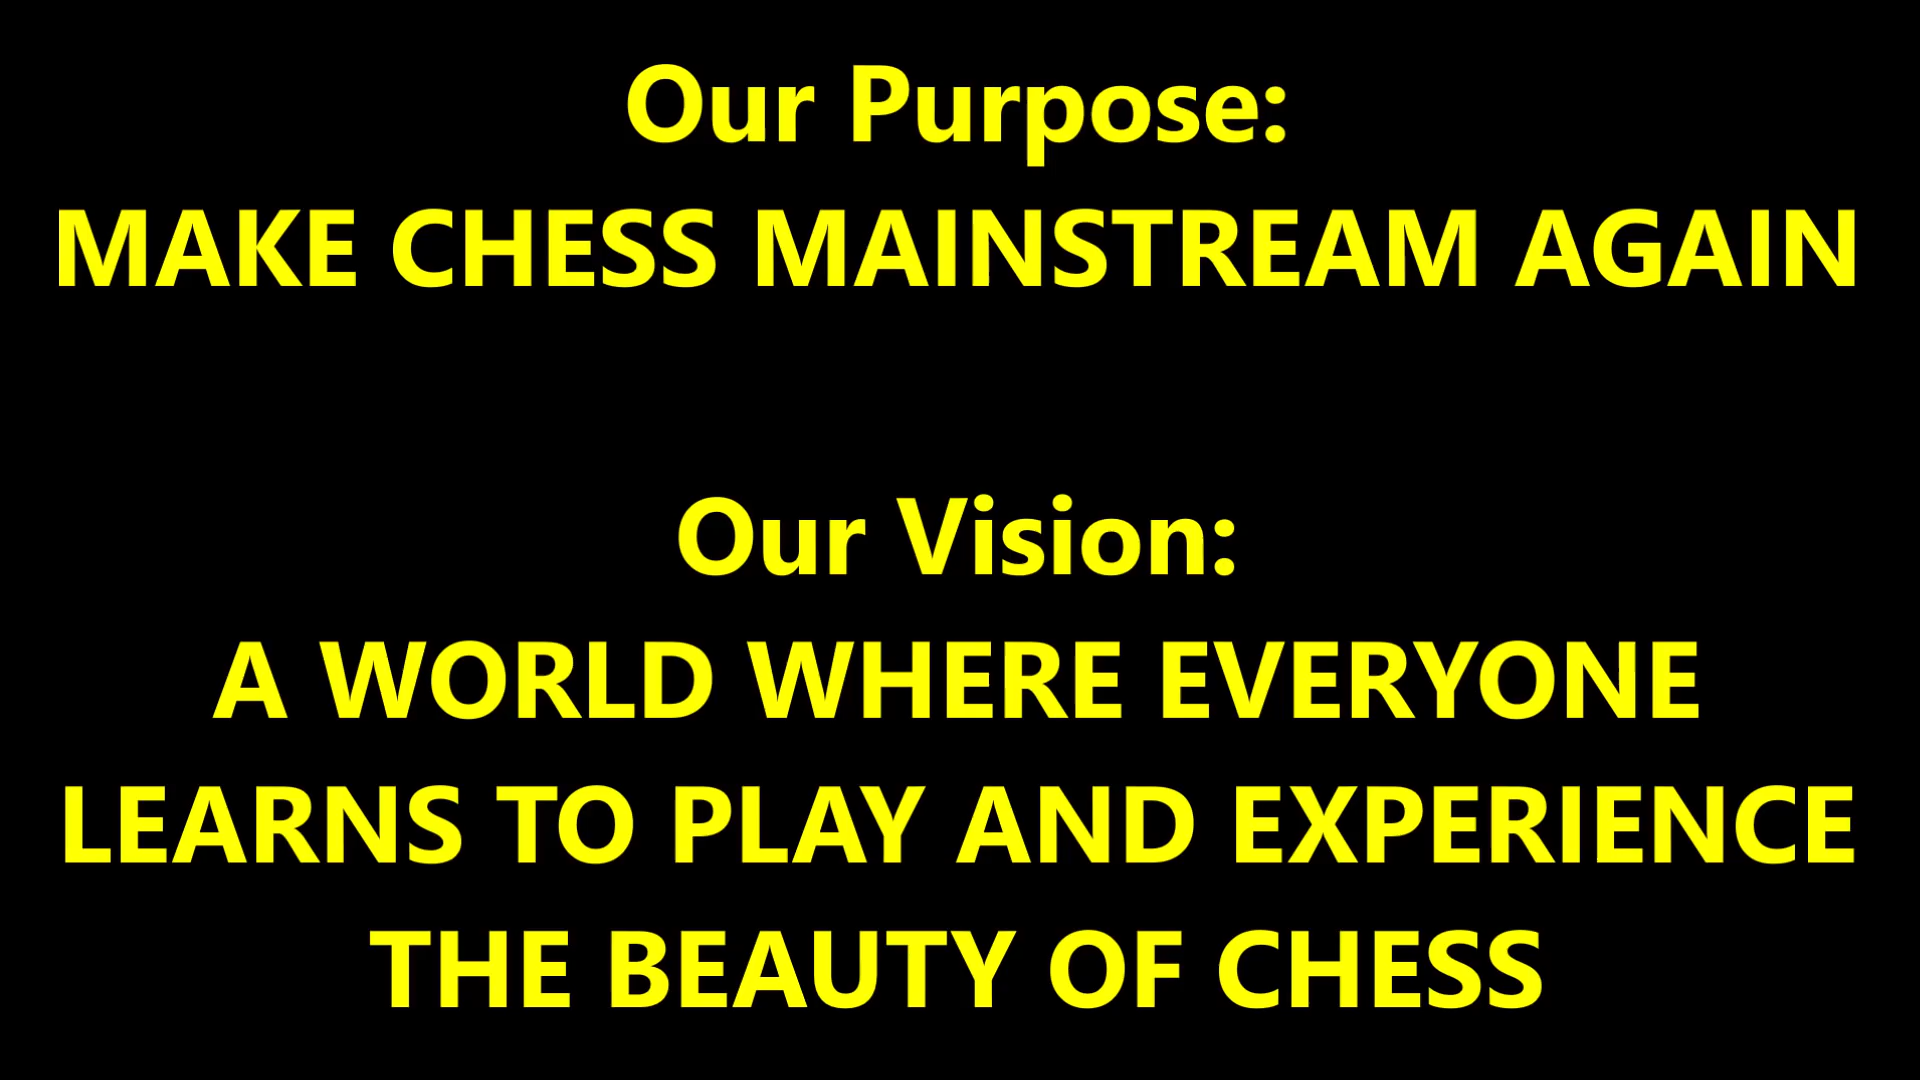 Our Purpose:
MAKE CHESS MAINSTREAM AGAIN
Our Vision:
A WORLD WHERE EVERYONE
LEARNS TO PLAY AND EXPERIENCE
THE BEAUTY OF CHESS